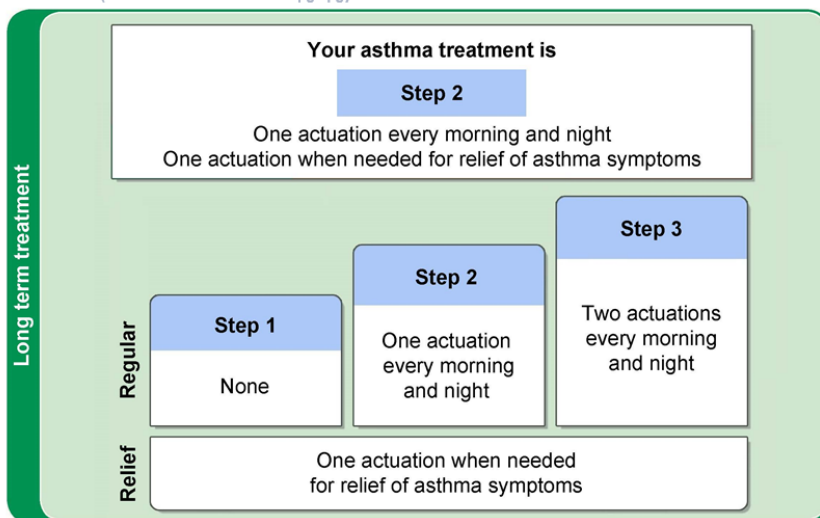 Your asthma treatment is
Step 2
One actuation every morning and night
One actuation when needed for relief of asthma symptoms
Long term treatment
Regular
Step 1
None
Step 2
One actuation
every morning
and night
Step 3
Two actuations
every morning
and night
Relief
One actuation when needed
for relief of asthma symptoms